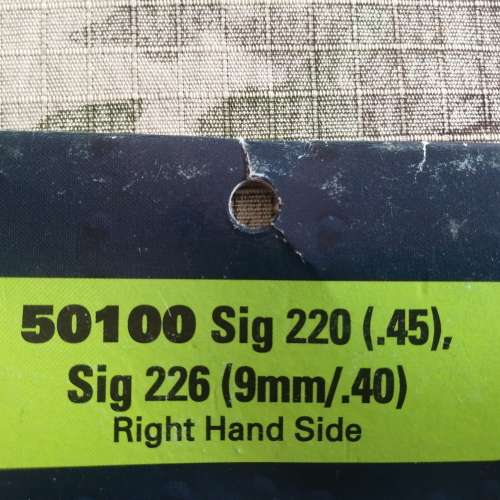 50100 Sig 220 (.45),
Sig 226 (9mm/.40)
Right Hand Side